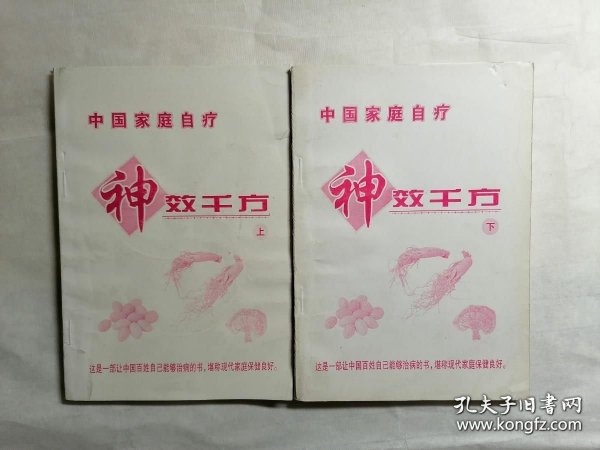 中国家庭自疗
神效千方
上
这是一部让中国百姓自己能够治病的书，堪称现代家庭保健良好。
中国家庭自疗
神效千方
下
这是一部让中国百姓自己能够治病的书，堪称现代家庭保健良好。
孔夫子旧书网
www.kongfz.com